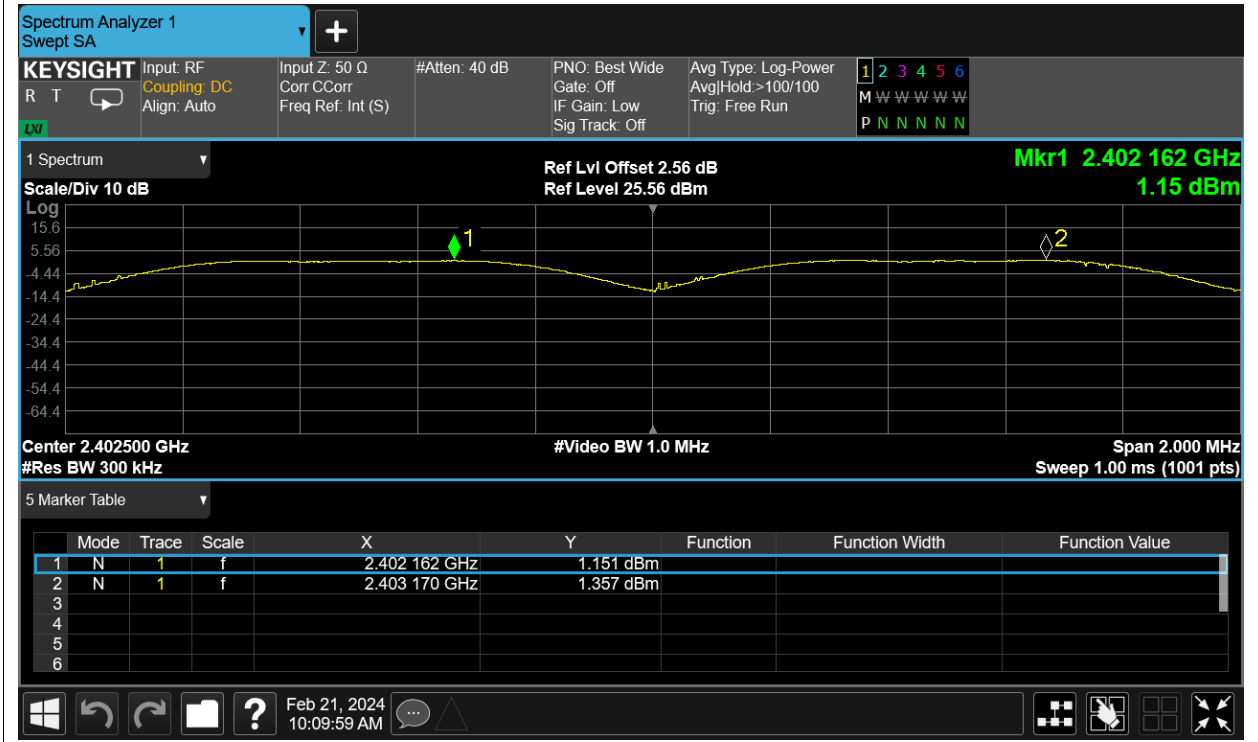 Spectrum Analyzer 1
Swept SA
+
KEYSIGHT
R T
LXI
Input: RF
Coupling: DC
Align: Auto
Input Z: 50 Ω
Corr CCorr
Freq Ref: Int (S)
#Atten: 40 dB
PNO: Best Wide
Gate: Off
IF Gain: Low
Sig Track: Off
Avg Type: Log-Power
Avg|Hold:>100/100
Trig: Free Run
1 2 3 4 5 6
M W W W W W
P N N N N N
1 Spectrum
Scale/Div 10 dB
Ref Lvl Offset 2.56 dB
Ref Level 25.56 dBm
Mkr1 2.402 162 GHz
1.15 dBm
Log
15.6
5.56
-4.44
-14.4
-24.4
-34.4
-44.4
-54.4
-64.4
1
2
Center 2.402500 GHz
#Res BW 300 kHz
#Video BW 1.0 MHz
Span 2.000 MHz
Sweep 1.00 ms (1001 pts)
5 Marker Table
Mode Trace Scale X Y Function Function Width Function Value
1 N 1 f 2.402 162 GHz 1.151 dBm
2 N 1 f 2.403 170 GHz 1.357 dBm
3
4
5
6
?
Feb 21, 2024
10:09:59 AM